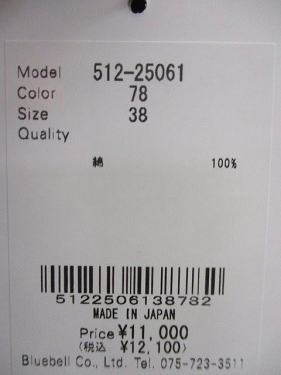 Model 512-25061
Color 78
Size 38
Quality
綿 100%
5122506138782
MADE IN JAPAN
Price ¥11,000
(税込 ¥12,100)
Bluebell Co., Ltd. Tel. 075-723-3511